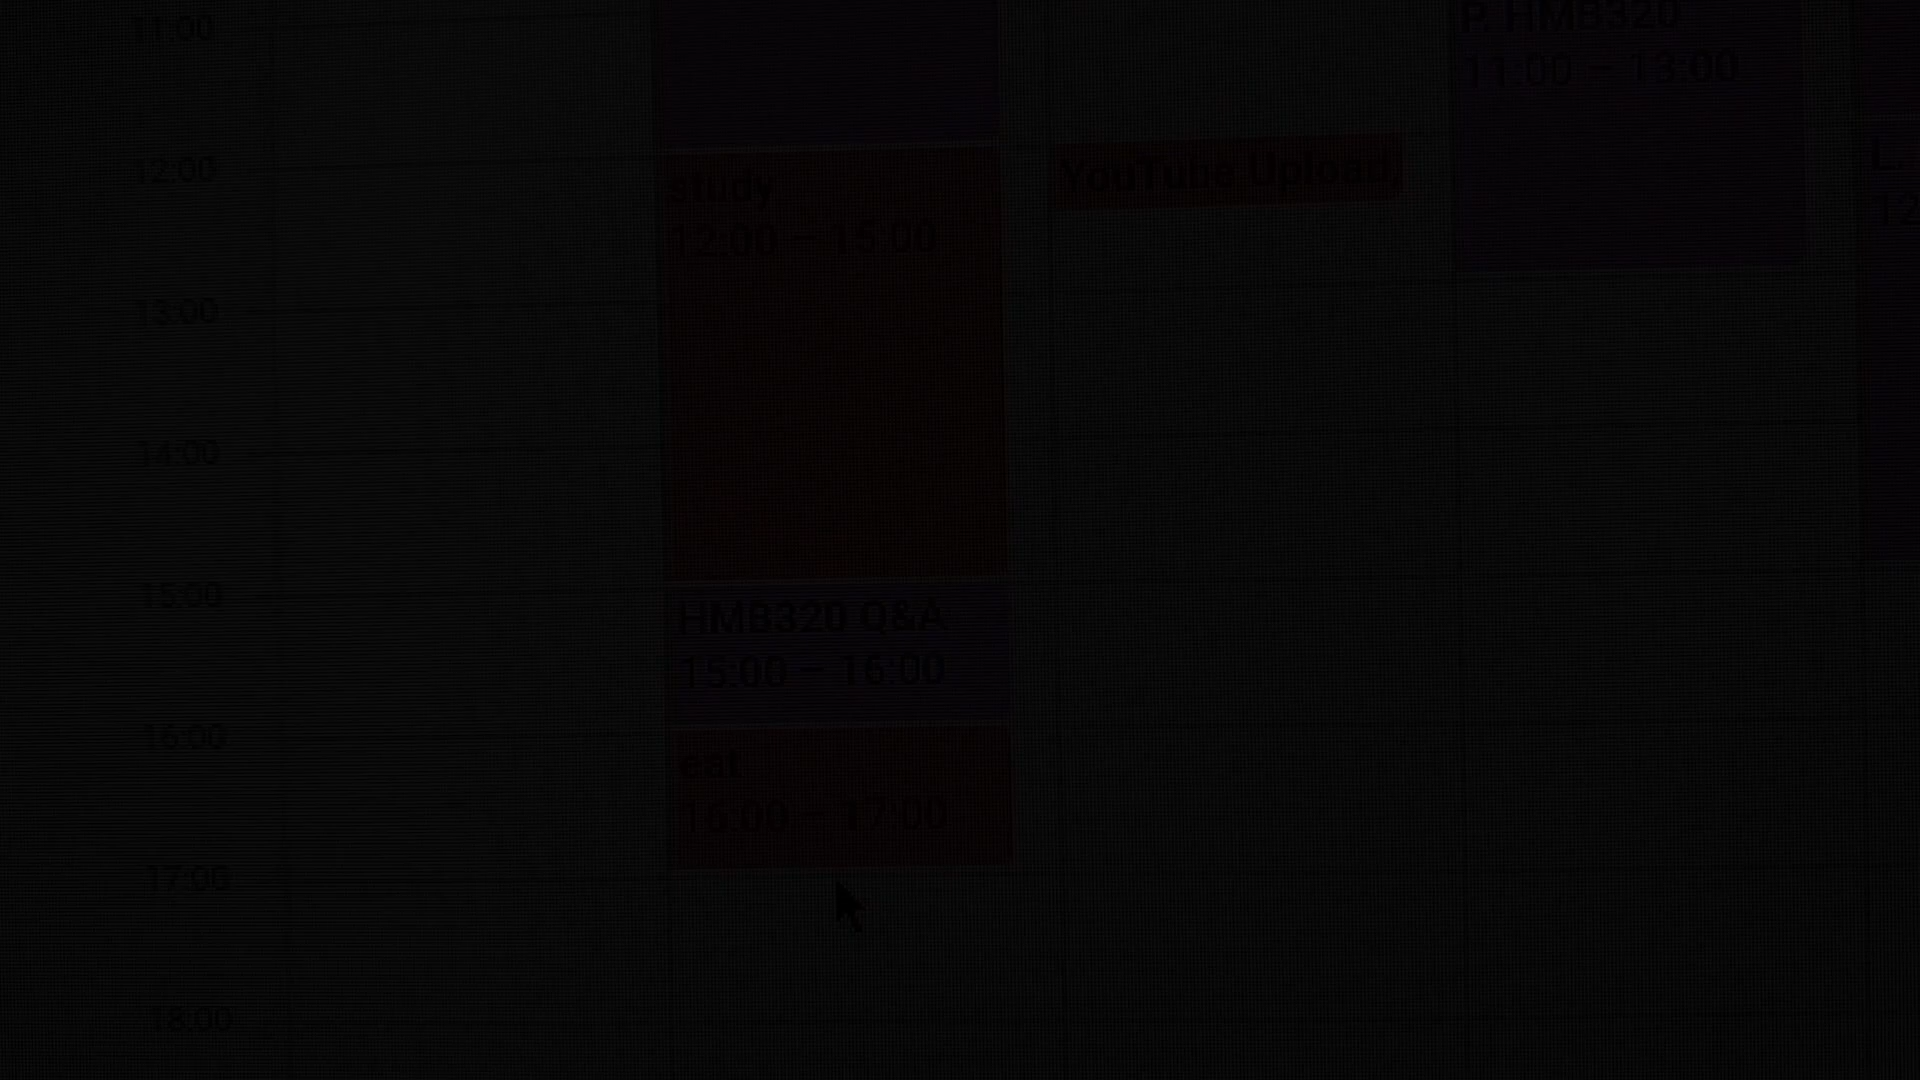 11:00
12:00
13:00
14:00
15:00
16:00
17:00
18:00
study
12:00 – 15:00
HMB320 Q&A
15:00 – 16:00
eat
16:00 – 17:00
YouTube Upload,
P. HMB320
11:00 – 13:00
L.
12